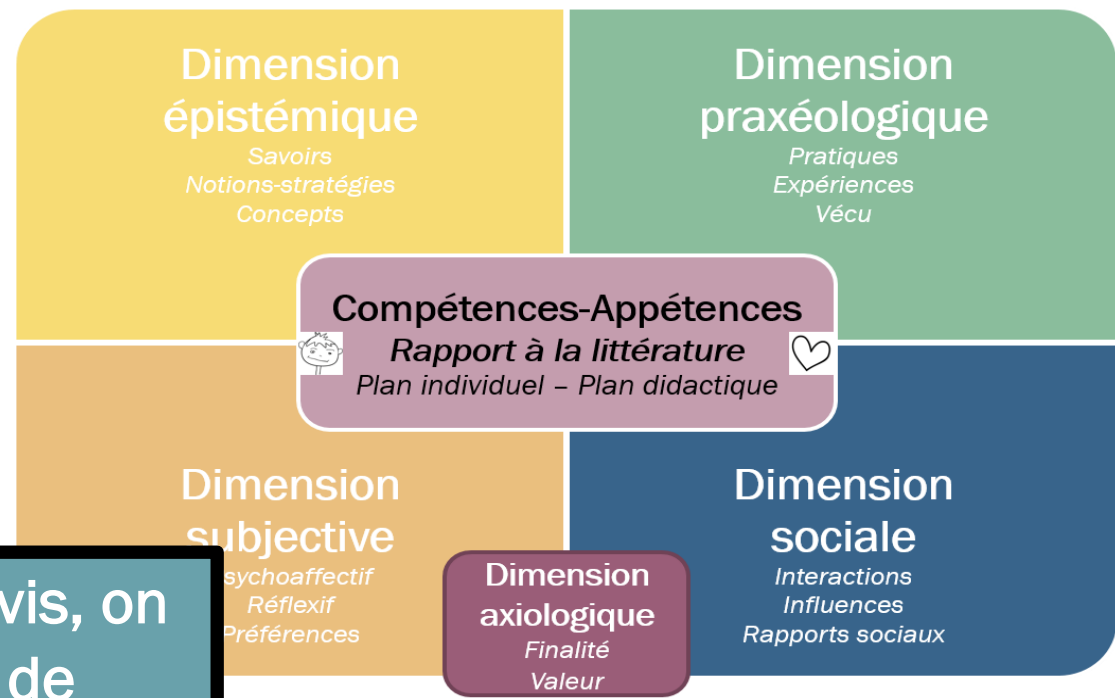 Dimension
épistémique
Savoirs
Notions-stratégies
Concepts
Dimension
praxéologique
Pratiques
Expériences
Vécu
Compétences-Appétences
Rapport à la littérature
Plan individuel – Plan didactique
Dimension
subjective
Réflexif
Préférences
Dimension
sociale
Interactions
Influences
Rapports sociaux
Dimension
axiologique
Finalité
Valeur
on
de